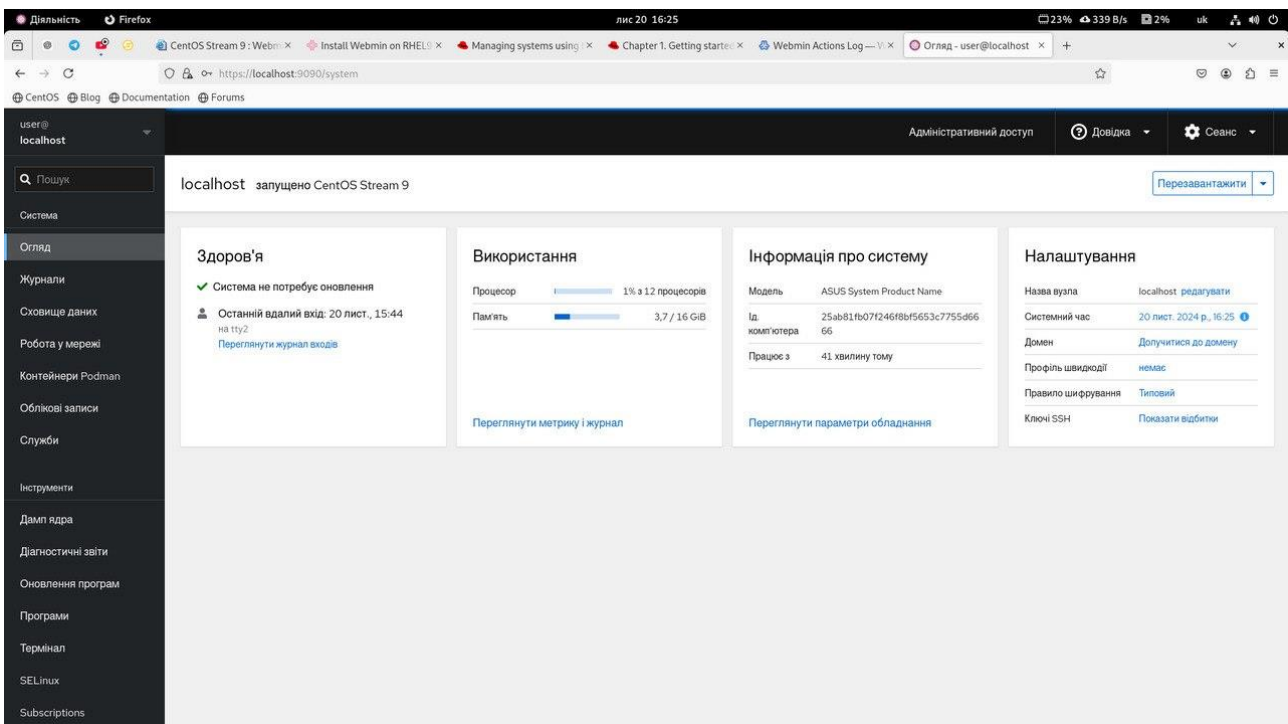 Діяльність Firefox лис 20 16:25 23% 339 B/s 2% uk
CentOS Stream 9 : Webm Install Webmin on RHEL9 Managing systems using Chapter 1. Getting started Webmin Actions Log — Огляд - user@localhost
https://localhost:9090/system
CentOS Blog Documentation Forums
user@
localhost
Адміністративний доступ Довідка Сеанс
Пошук
Система
Огляд
Журнали
Сховище даних
Робота у мережі
Контейнери Podman
Облікові записи
Служби
Інструменти
Дамп ядра
Діагностичні звіти
Оновлення програм
Програми
Термінал
SELinux
Subscriptions
localhost запущено CentOS Stream 9
Перезавантажити
Здоров'я
Система не потребує оновлення
Останній вдалий вхід: 20 лист., 15:44
на tty2
Переглянути журнал входів
Використання
Процесор 1% з 12 процесорів
Пам'ять 3,7 / 16 GiB
Переглянути метрику і журнал
Інформація про систему
Модель ASUS System Product Name
Ід. комп'ютера 25ab81fb07f246f8bf5653c7755d66
66
Працює з 41 хвилину тому
Переглянути параметри обладнання
Налаштування
Назва вузла localhost редагувати
Системний час 20 лист. 2024 р., 16:25
Домен Долучитися до домену
Профіль швидкодії немає
Правило шифрування Типовий
Ключі SSH Показати відбитки